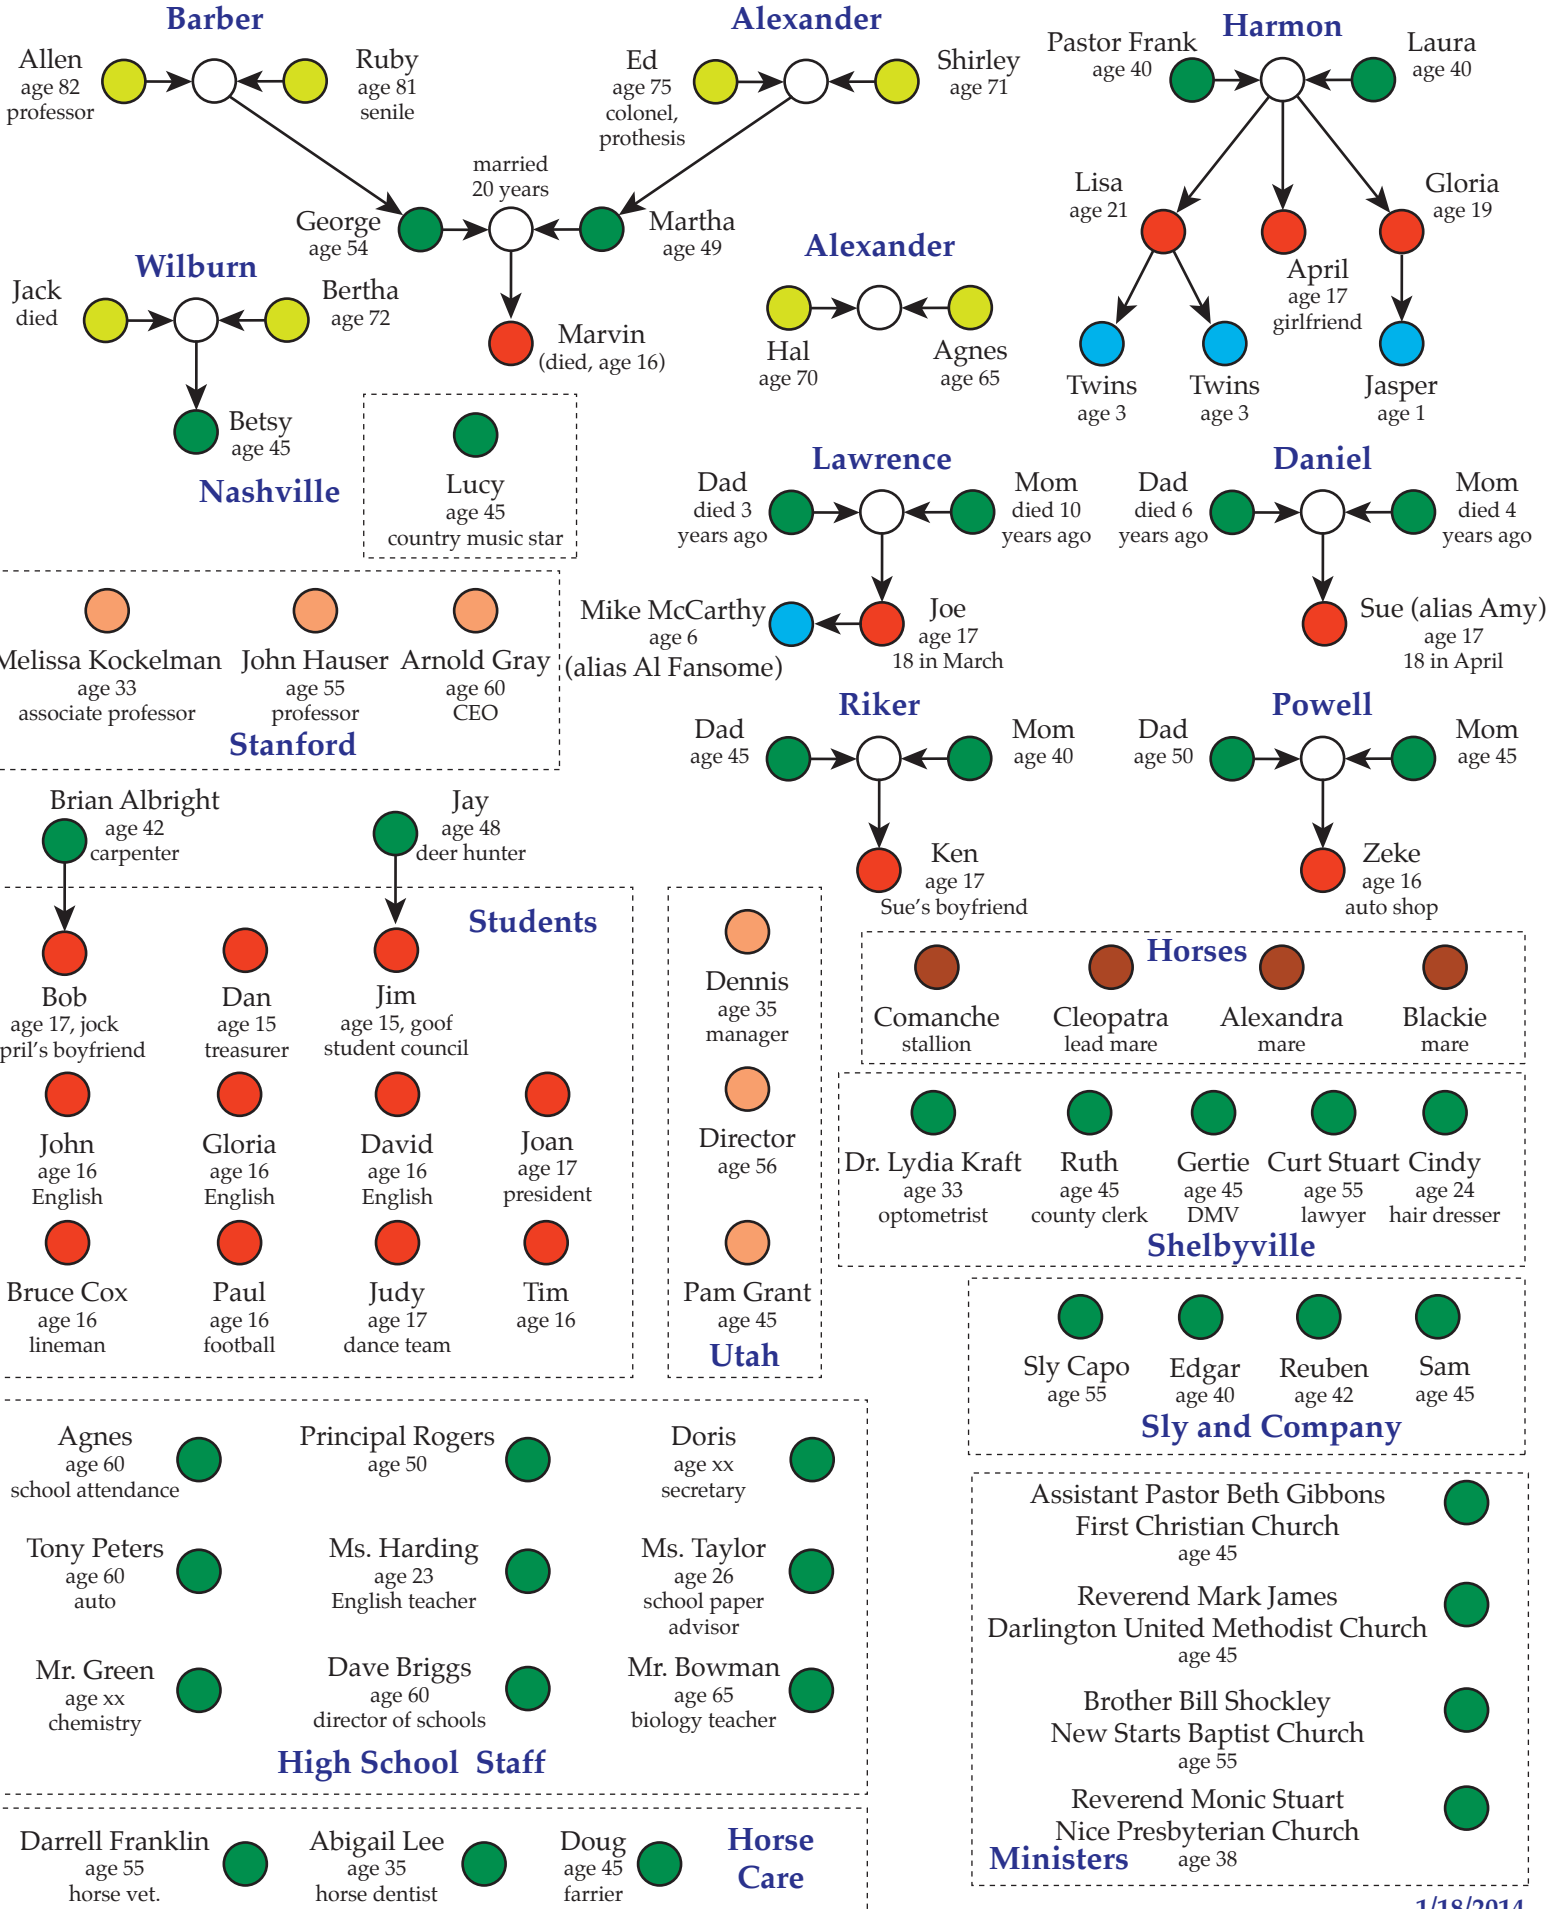 Barber
Allen
age 82
professor
Ruby
age 81
senile
Alexander
Ed
age 75
colonel,
prothesis
Shirley
age 71
Harmon
Pastor Frank
age 40
Laura
age 40
married
20 years
George
age 54
Martha
age 49
Marvin
(died, age 16)
Lisa
age 21
April
age 17
girlfriend
Gloria
age 19
Twins
age 3
Twins
age 3
Jasper
age 1
Wilburn
Jack
died
Bertha
age 72
Betsy
age 45
Alexander
Hal
age 70
Agnes
age 65
Nashville
Lucy
age 45
country music star
Lawrence
Dad
died 3
years ago
Mom
died 10
years ago
Mike McCarthy
age 6
(alias Al Fansome)
Joe
age 17
18 in March
Daniel
Dad
died 6
years ago
Mom
died 4
years ago
Sue (alias Amy)
age 17
18 in April
Melissa Kockelman
age 33
associate professor
John Hauser
age 55
professor
Arnold Gray
age 60
CEO
Stanford
Riker
Dad
age 45
Mom
age 40
Ken
age 17
Sue's boyfriend
Powell
Dad
age 50
Mom
age 45
Zeke
age 16
auto shop
Brian Albright
age 42
carpenter
Jay
age 48
deer hunter
Students
Bob
age 17, jock
pril's boyfriend
Dan
age 15
treasurer
Jim
age 15, goof
student council
John
age 16
English
Gloria
age 16
English
David
age 16
English
Joan
age 17
president
Bruce Cox
age 16
lineman
Paul
age 16
football
Judy
age 17
dance team
Tim
age 16
Dennis
age 35
manager
Director
age 56
Pam Grant
age 45
Utah
Horses
Comanche
stallion
Cleopatra
lead mare
Alexandra
mare
Blackie
mare
Dr. Lydia Kraft
age 33
optometrist
Ruth
age 45
county clerk
Gertie
age 45
DMV
Curt Stuart
age 55
lawyer
Cindy
age 24
hair dresser
Shelbyville
Sly Capo
age 55
Edgar
age 40
Reuben
age 42
Sam
age 45
Sly and Company
Agnes
age 60
school attendance
Principal Rogers
age 50
Doris
age xx
secretary
Tony Peters
age 60
auto
Ms. Harding
age 23
English teacher
Ms. Taylor
age 26
school paper
advisor
Mr. Green
age xx
chemistry
Dave Briggs
age 60
director of schools
Mr. Bowman
age 65
biology teacher
High School Staff
Assistant Pastor Beth Gibbons
First Christian Church
age 45
Reverend Mark James
Darlington United Methodist Church
age 45
Brother Bill Shockley
New Starts Baptist Church
age 55
Reverend Monic Stuart
Nice Presbyterian Church
age 38
Ministers
Darrell Franklin
age 55
horse vet.
Abigail Lee
age 35
horse dentist
Doug
age 45
farrier
Horse
Care
1/18/2014